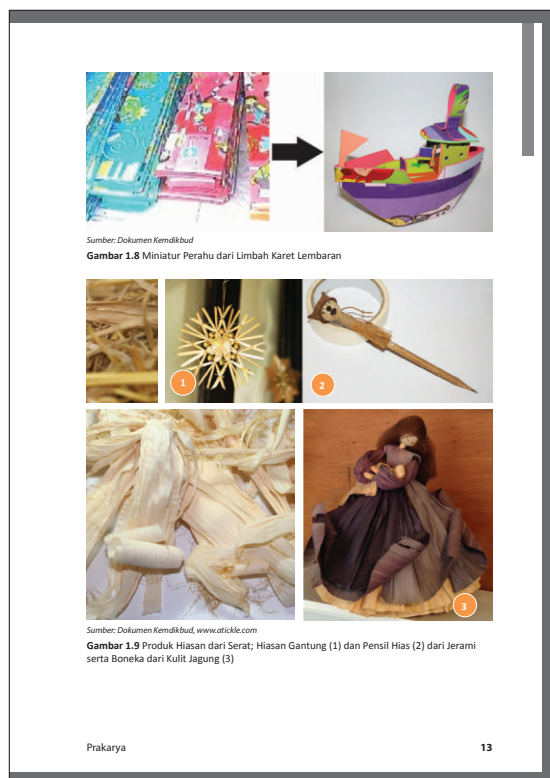 Sumber: Dokumen Kemdikbud
Gambar 1.8 Miniatur Perahu dari Limbah Karet Lembaran
1
2
3
Sumber: Dokumen Kemdikbud, www.atickle.com
Gambar 1.9 Produk Hiasan dari Serat; Hiasan Gantung (1) dan Pensil Hias (2) dari Jerami
serta Boneka dari Kulit Jagung (3)
Prakarya
13